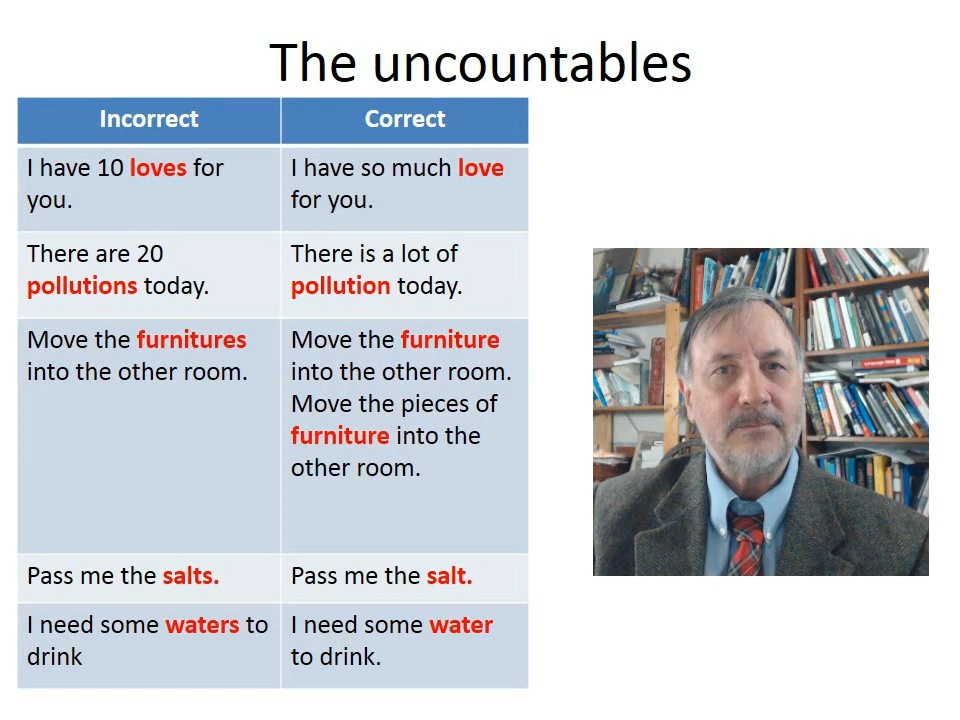 The uncountables
Incorrect
Correct
I have 10 loves for
you.
I have so much love
for you.
There are 20
pollutions today.
There is a lot of
pollution today.
Move the furnitures
into the other room.
Move the furniture
into the other room.
Move the pieces of
furniture into the
other room.
Pass me the salts.
Pass me the salt.
I need some waters to
drink
I need some water
to drink.